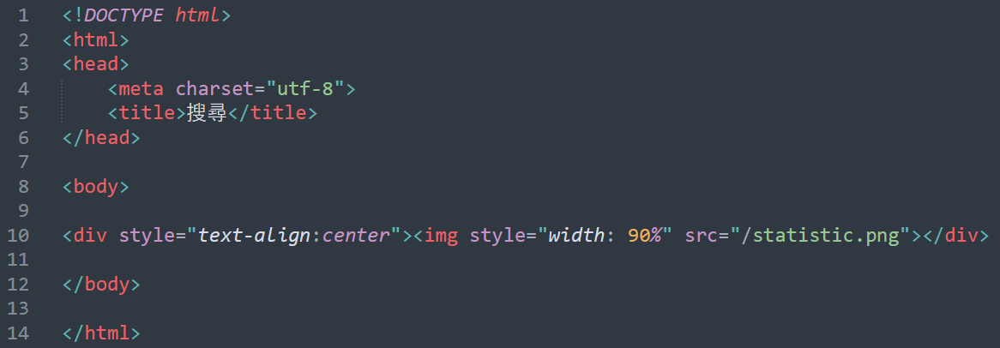 1 <!DOCTYPE html>
2 <html>
3 <head>
4     <meta charset="utf-8">
5     <title>搜尋</title>
6 </head>
7
8 <body>
9
10 <div style="text-align:center"><img style="width: 90%" src="/statistic.png"></div>
11
12 </body>
13
14 </html>